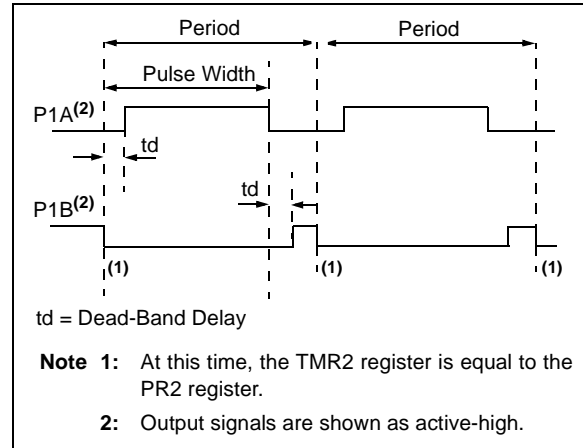 Period
Period
Pulse Width
P1A(2)
td
td
P1B(2)
(1)
(1)
(1)
td = Dead-Band Delay
Note 1: At this time, the TMR2 register is equal to the
PR2 register.
2: Output signals are shown as active-high.